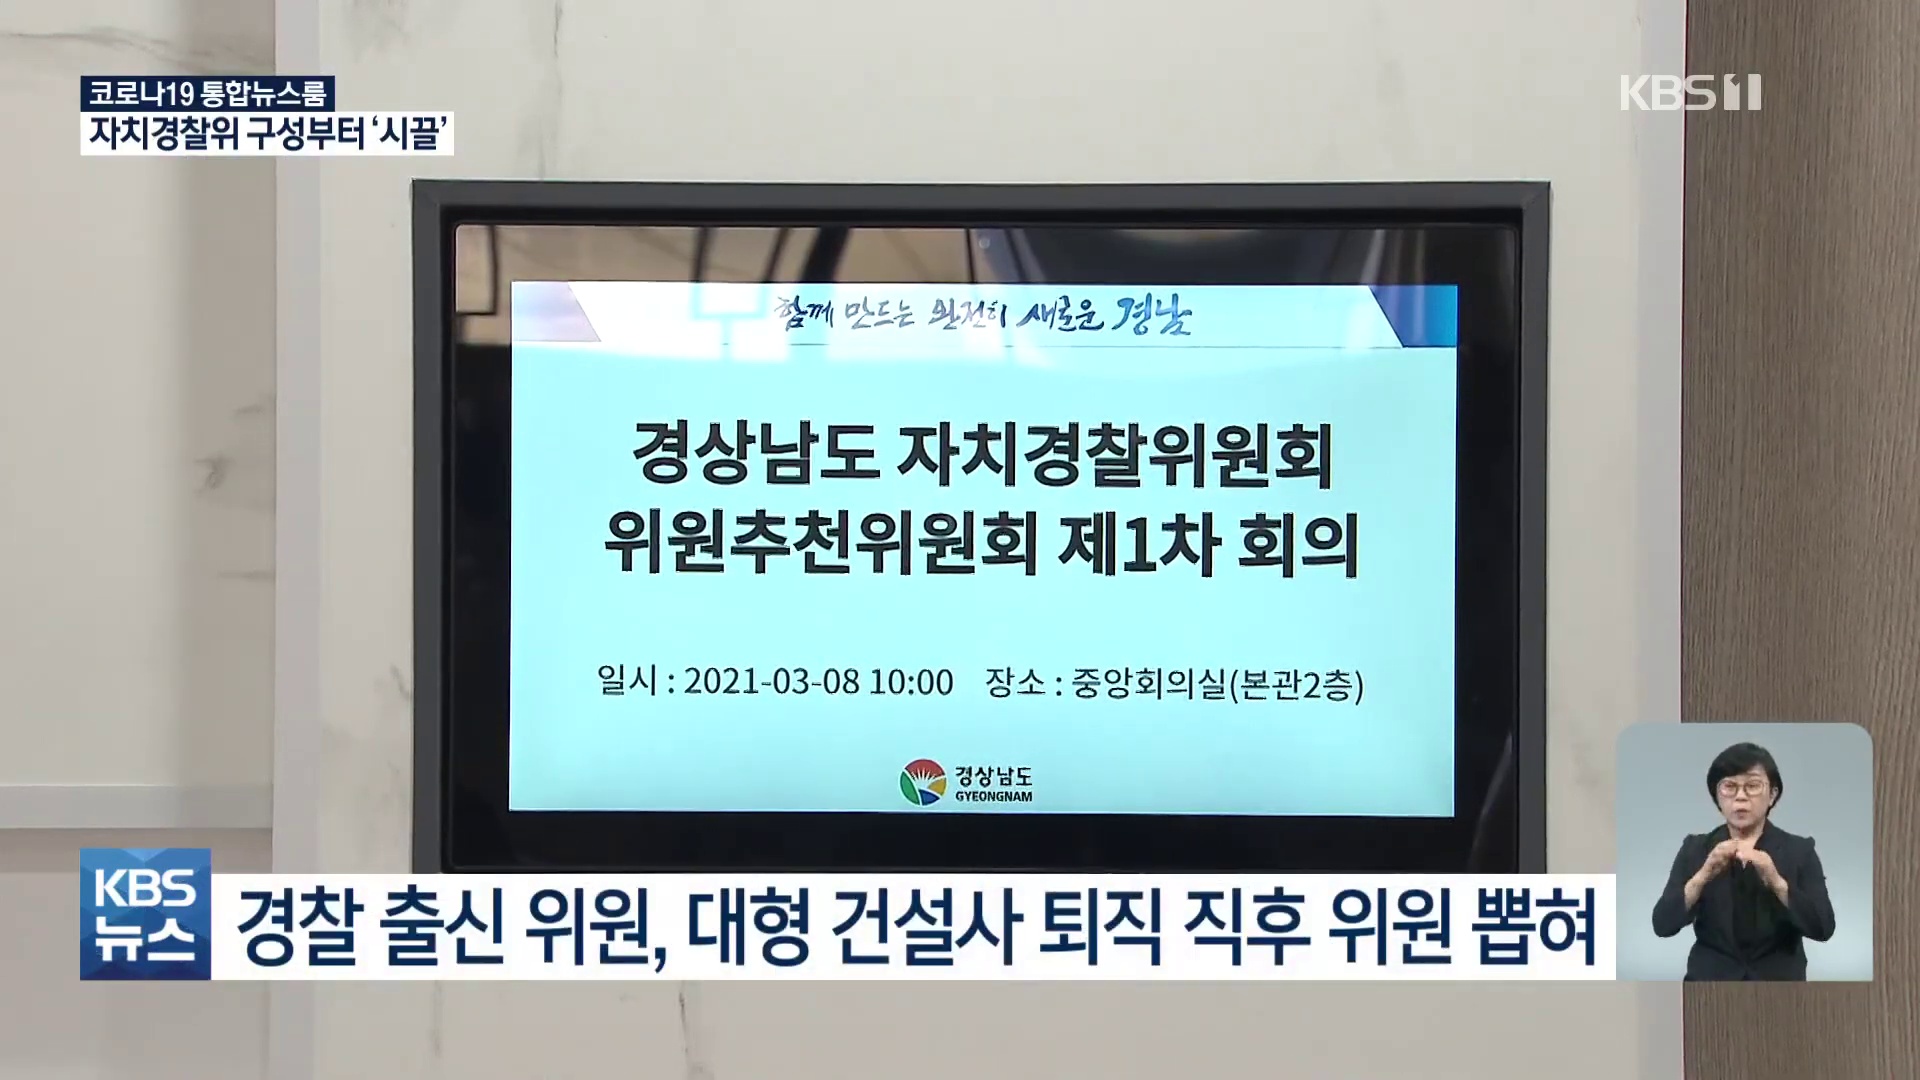 코로나19 통합뉴스룸
자치경찰위 구성부터 ‘시끌’
KBS 1
함께 만드는 완전히 새로운 경남
경상남도 자치경찰위원회
위원추천위원회 제1차 회의
일시 : 2021-03-08 10:00 장소 : 중앙회의실(본관2층)
경상남도
GYEONGNAM
KBS
뉴스
경찰 출신 위원, 대형 건설사 퇴직 직후 위원 뽑혀